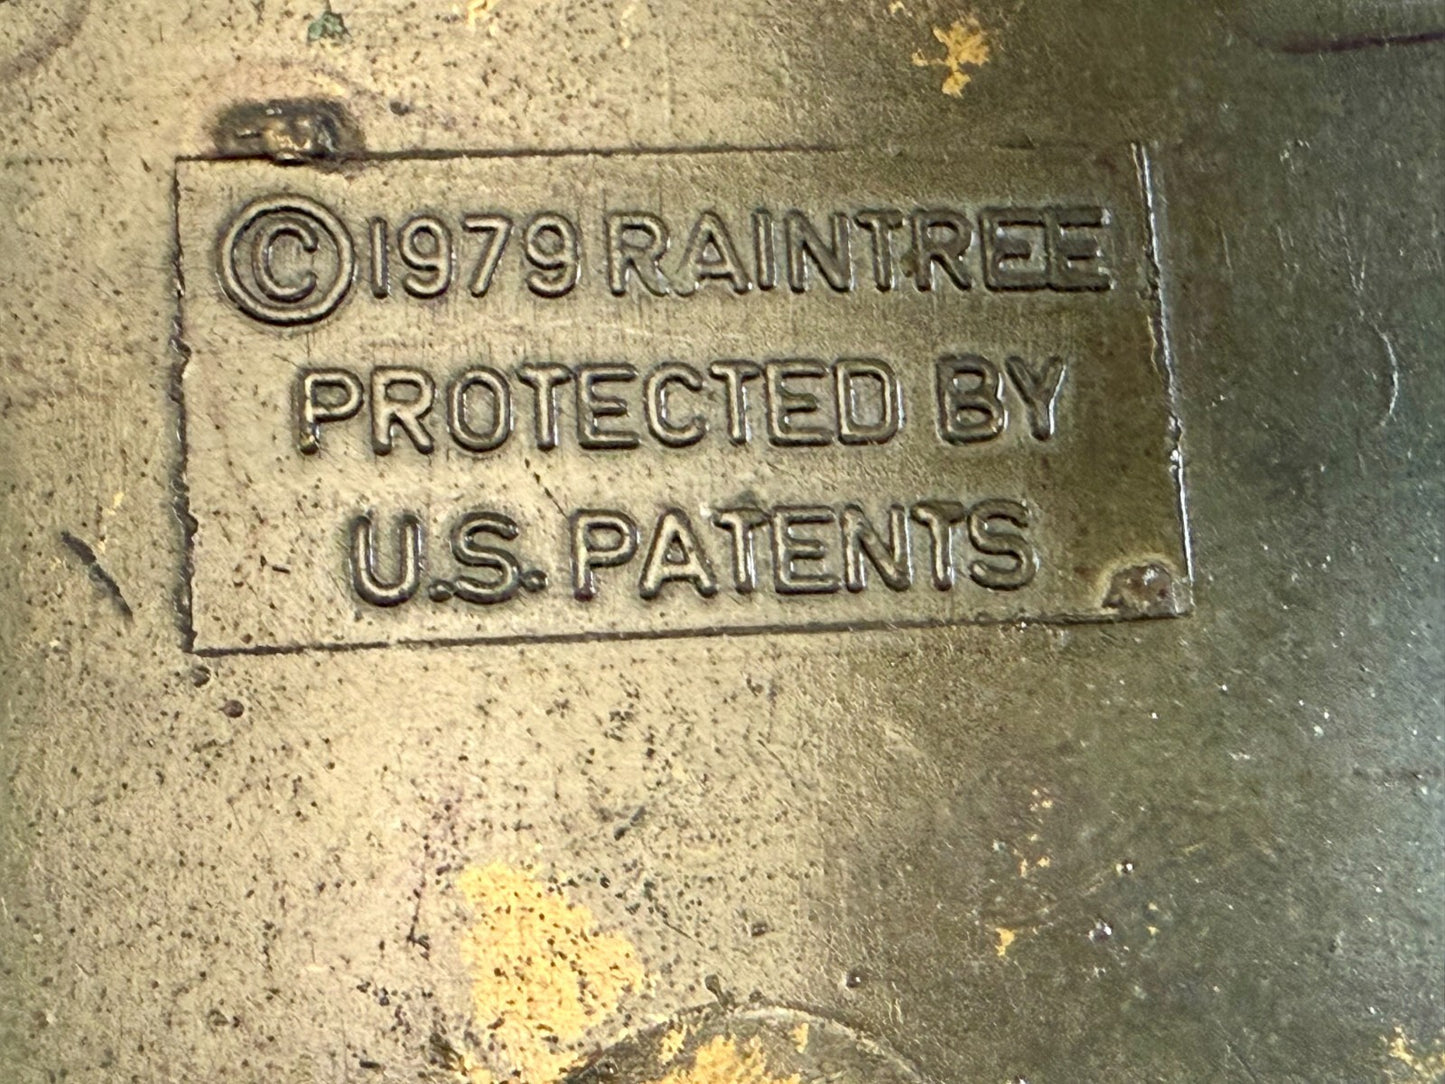 ©1979 RAINTREE
PROTECTED BY
U.S. PATENTS